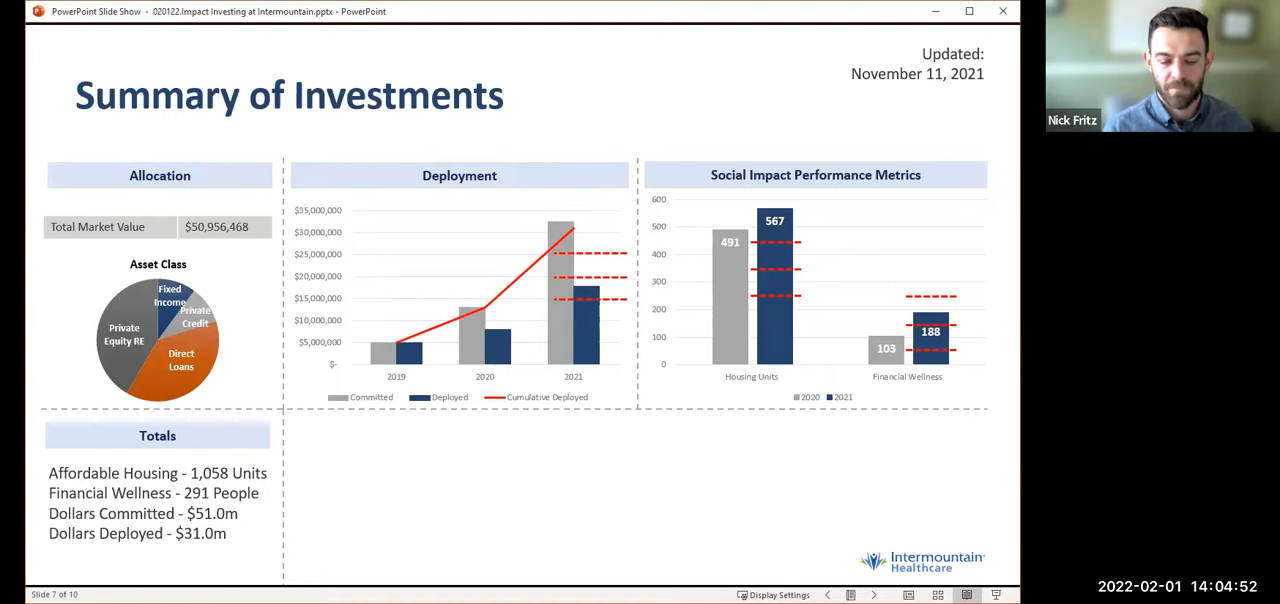 PowerPoint Slide Show - 020122.Impact Investing at Intermountain.pptx - PowerPoint
Updated:
November 11, 2021
Summary of Investments
Nick Fritz
Allocation
Total Market Value $50,956,468
Asset Class
Fixed
Income
Private
Credit
Private
Equity RE
Direct
Loans
Deployment
$35,000,000
$30,000,000
$25,000,000
$20,000,000
$15,000,000
$10,000,000
$5,000,000
$-
2019 2020 2021
Committed Deployed Cumulative Deployed
Social Impact Performance Metrics
600
500
400
300
200
100
0
491
567
103
188
Housing Units Financial Wellness
2020 2021
Totals
Affordable Housing - 1,058 Units
Financial Wellness - 291 People
Dollars Committed - $51.0m
Dollars Deployed - $31.0m
Intermountain
Healthcare
Slide 7 of 10
Display Settings
2022-02-01 14:04:52